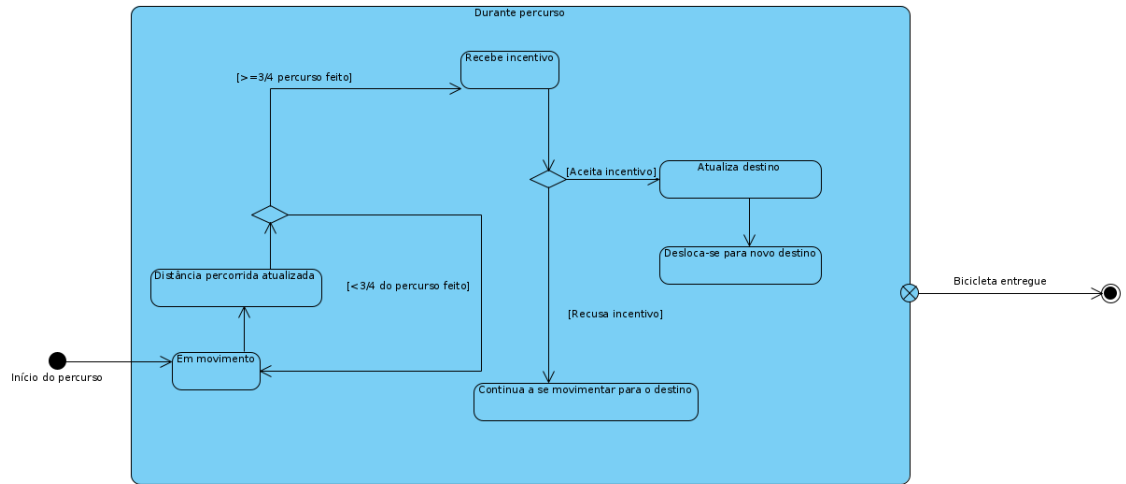 Durante percurso
Recebe incentivo
[>=3/4 percurso feito]
[Aceita incentivo]
Atualiza destino
Desloca-se para novo destino
Distância percorrida atualizada
[<3/4 do percurso feito]
Bicicleta entregue
[Recusa incentivo]
Em movimento
Início do percurso
Continua a se movimentar para o destino